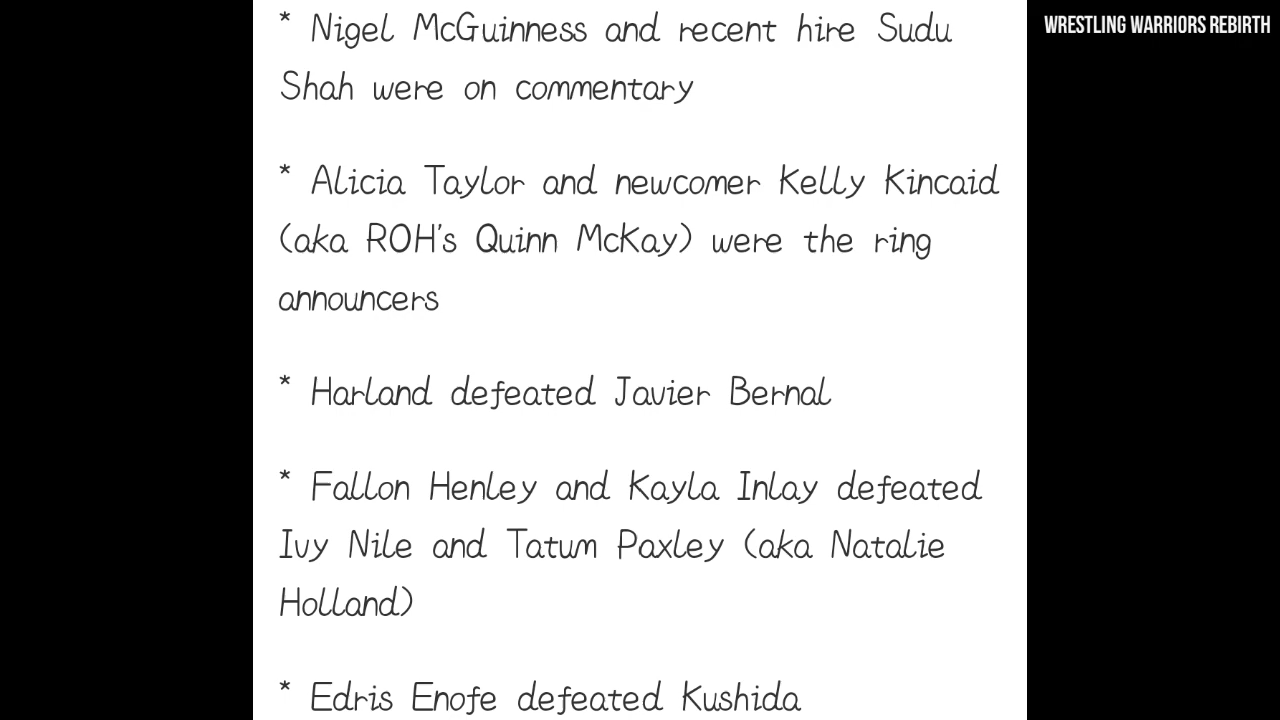 * Nigel McGuinness and recent hire Sudu
Shah were on commentary
* Alicia Taylor and newcomer Kelly Kincaid
(aka ROH's Quinn McKay) were the ring
announcers
* Harland defeated Javier Bernal
* Fallon Henley and Kayla Inlay defeated
Ivy Nile and Tatum Paxley (aka Natalie
Holland)
* Edris Enofe defeated Kushida
WRESTLING WARRIORS REBIRTH